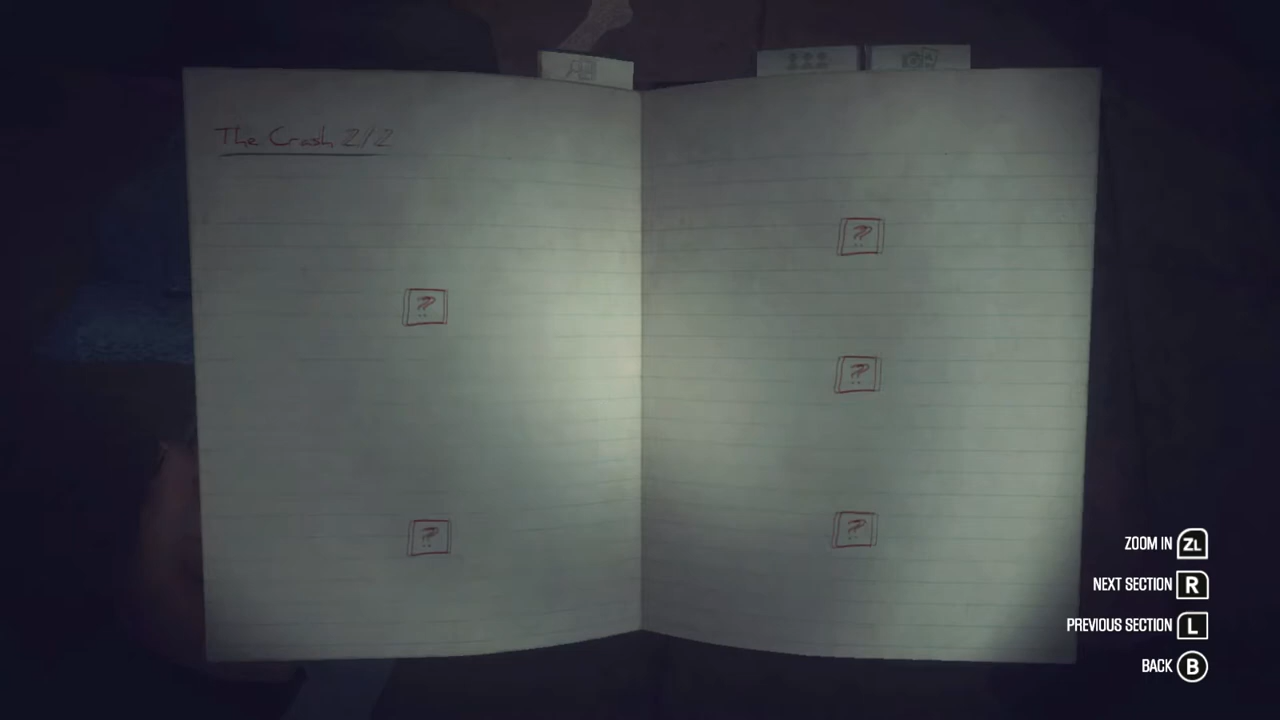 The Crash 2/2
?
?
?
?
?
ZOOM IN ZL
NEXT SECTION R
PREVIOUS SECTION L
BACK B